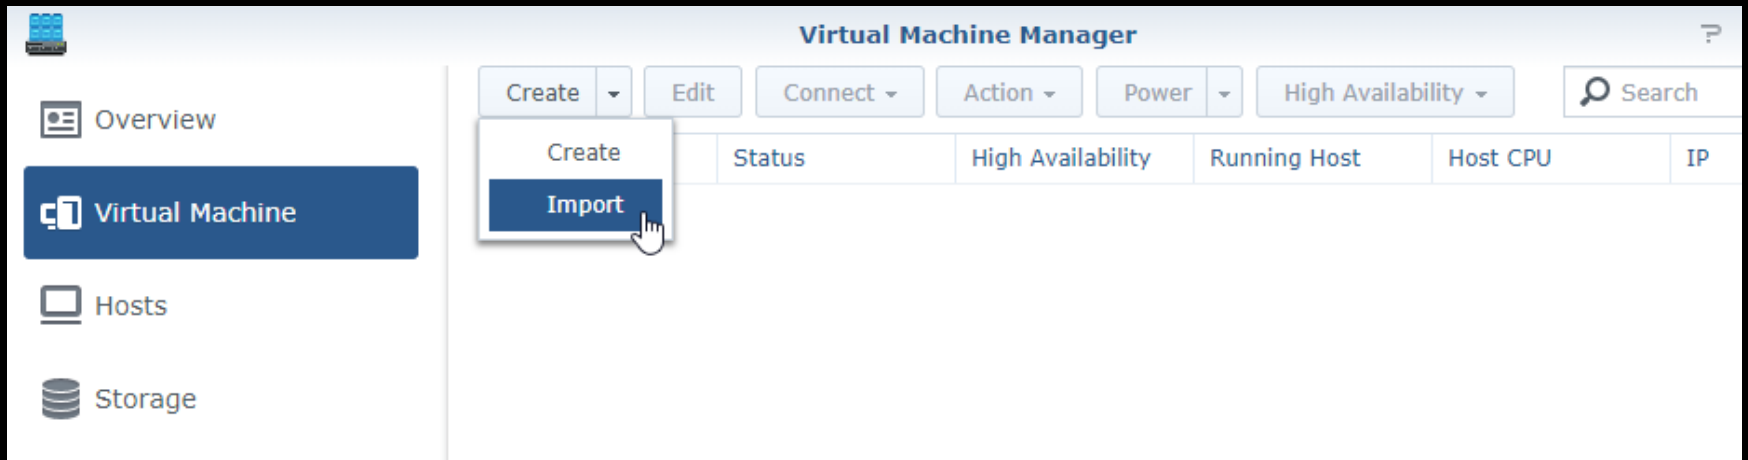 Virtual Machine Manager
?
Overview
Virtual Machine
Hosts
Storage
Create Edit Connect Action Power High Availability Search
Create
Import
Status High Availability Running Host Host CPU IP